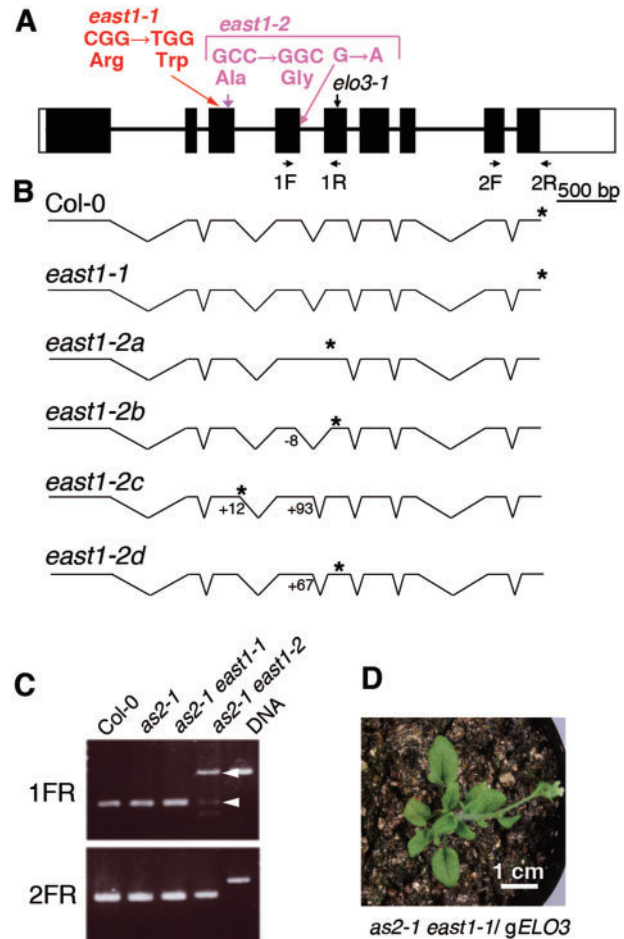 A
east1-1
CGG→TGG
Arg Trp
east1-2
GCC→GGC G→A
Ala Gly
elo3-1
1F 1R 2F 2R
500 bp
B
Col-0
*
east1-1
*
east1-2a
*
east1-2b
-8
*
east1-2c
+12
*
+93
east1-2d
+67
*
C
Col-0
as2-1
as2-1 east1-1
as2-1 east1-2
DNA
1FR
2FR
D
1 cm
as2-1 east1-1/ gELO3